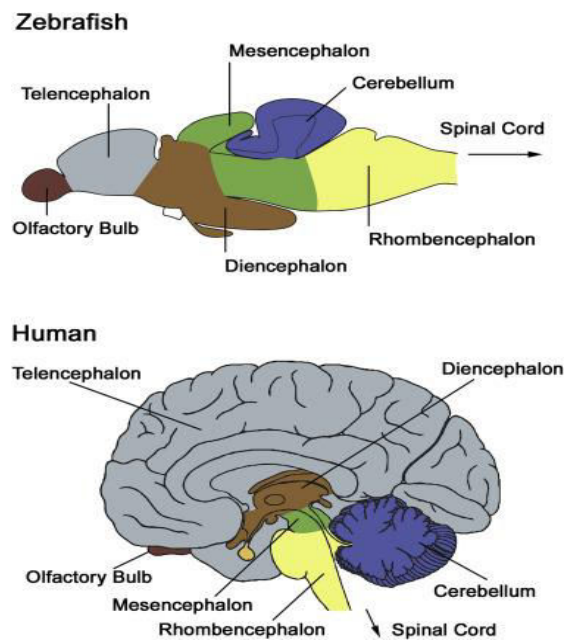 Zebrafish
Mesencephalon
Cerebellum
Telencephalon
Spinal Cord
Olfactory Bulb
Rhombencephalon
Diencephalon
Human
Telencephalon
Diencephalon
Olfactory Bulb
Mesencephalon
Cerebellum
Rhombencephalon
Spinal Cord